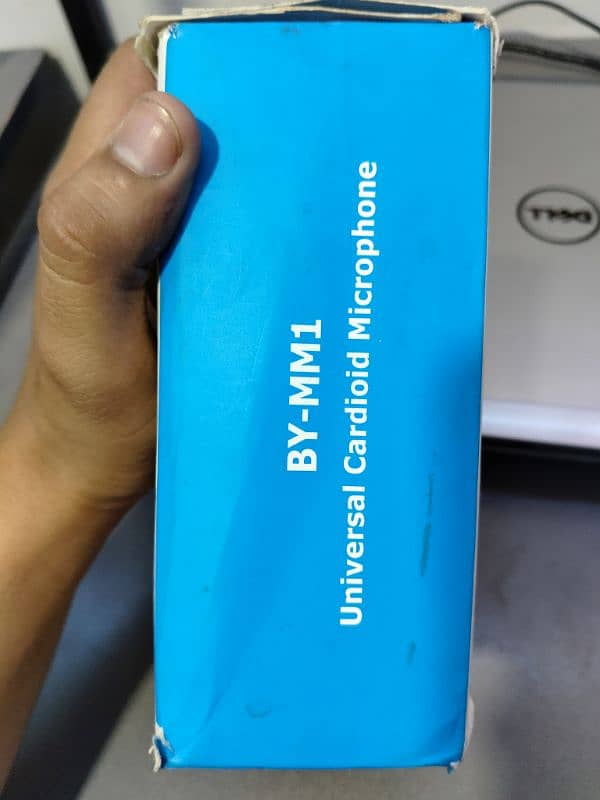 BY-MM1
Universal Cardioid Microphone
DELL